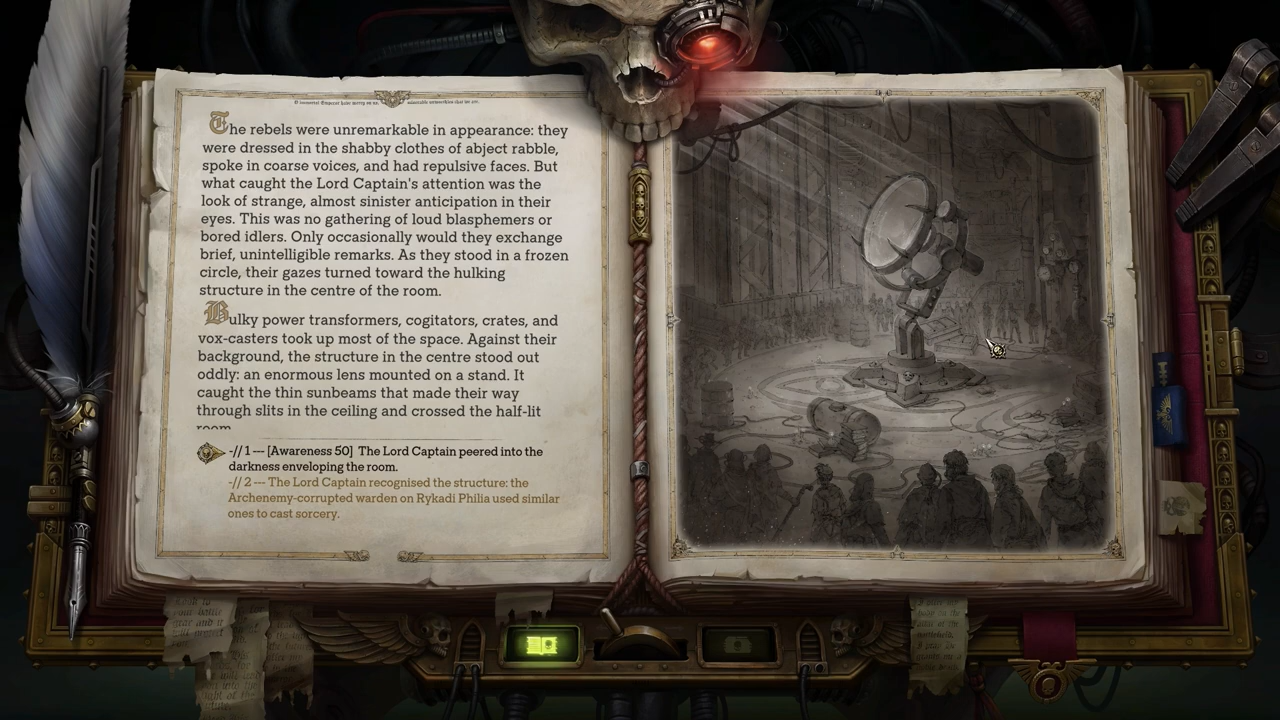 The rebels were unremarkable in appearance: they
were dressed in the shabby clothes of abject rabble,
spoke in coarse voices, and had repulsive faces. But
what caught the Lord Captain's attention was the
look of strange, almost sinister anticipation in their
eyes. This was no gathering of loud blasphemers or
bored idlers. Only occasionally would they exchange
brief, unintelligible remarks. As they stood in a frozen
circle, their gazes turned toward the hulking
structure in the centre of the room.
Bulky power transformers, cogitators, crates, and
vox-casters took up most of the space. Against their
background, the structure in the centre stood out
oddly: an enormous lens mounted on a stand. It
caught the thin sunbeams that made their way
through slits in the ceiling and crossed the half-lit
room.
-// 1 --- [Awareness 50] The Lord Captain peered into the
darkness enveloping the room.
-// 2 --- The Lord Captain recognised the structure: the
Archenemy-corrupted warden on Rykadi Philia used similar
ones to cast sorcery.